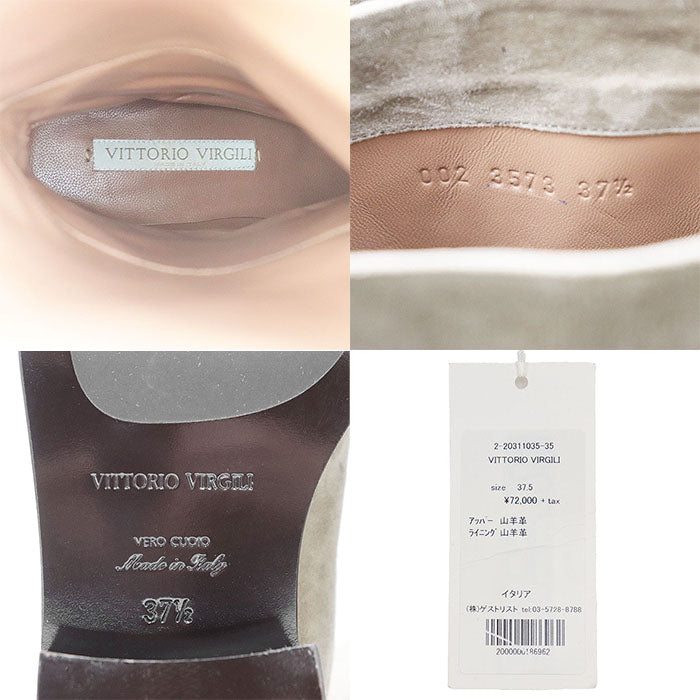 VITTORIO VIRGILI
MADE IN ITALY
002 3573 37½
VITTORIO VIRGILI
VERO CUOIO
Made in Italy
37½
2-20311035-35
VITTORIO VIRGILI
size 37.5
¥72,000 + tax
アッパー 山羊革
ライニング 山羊革
イタリア
(株)ゲストリスト tel:03-5728-8788
2000000186962